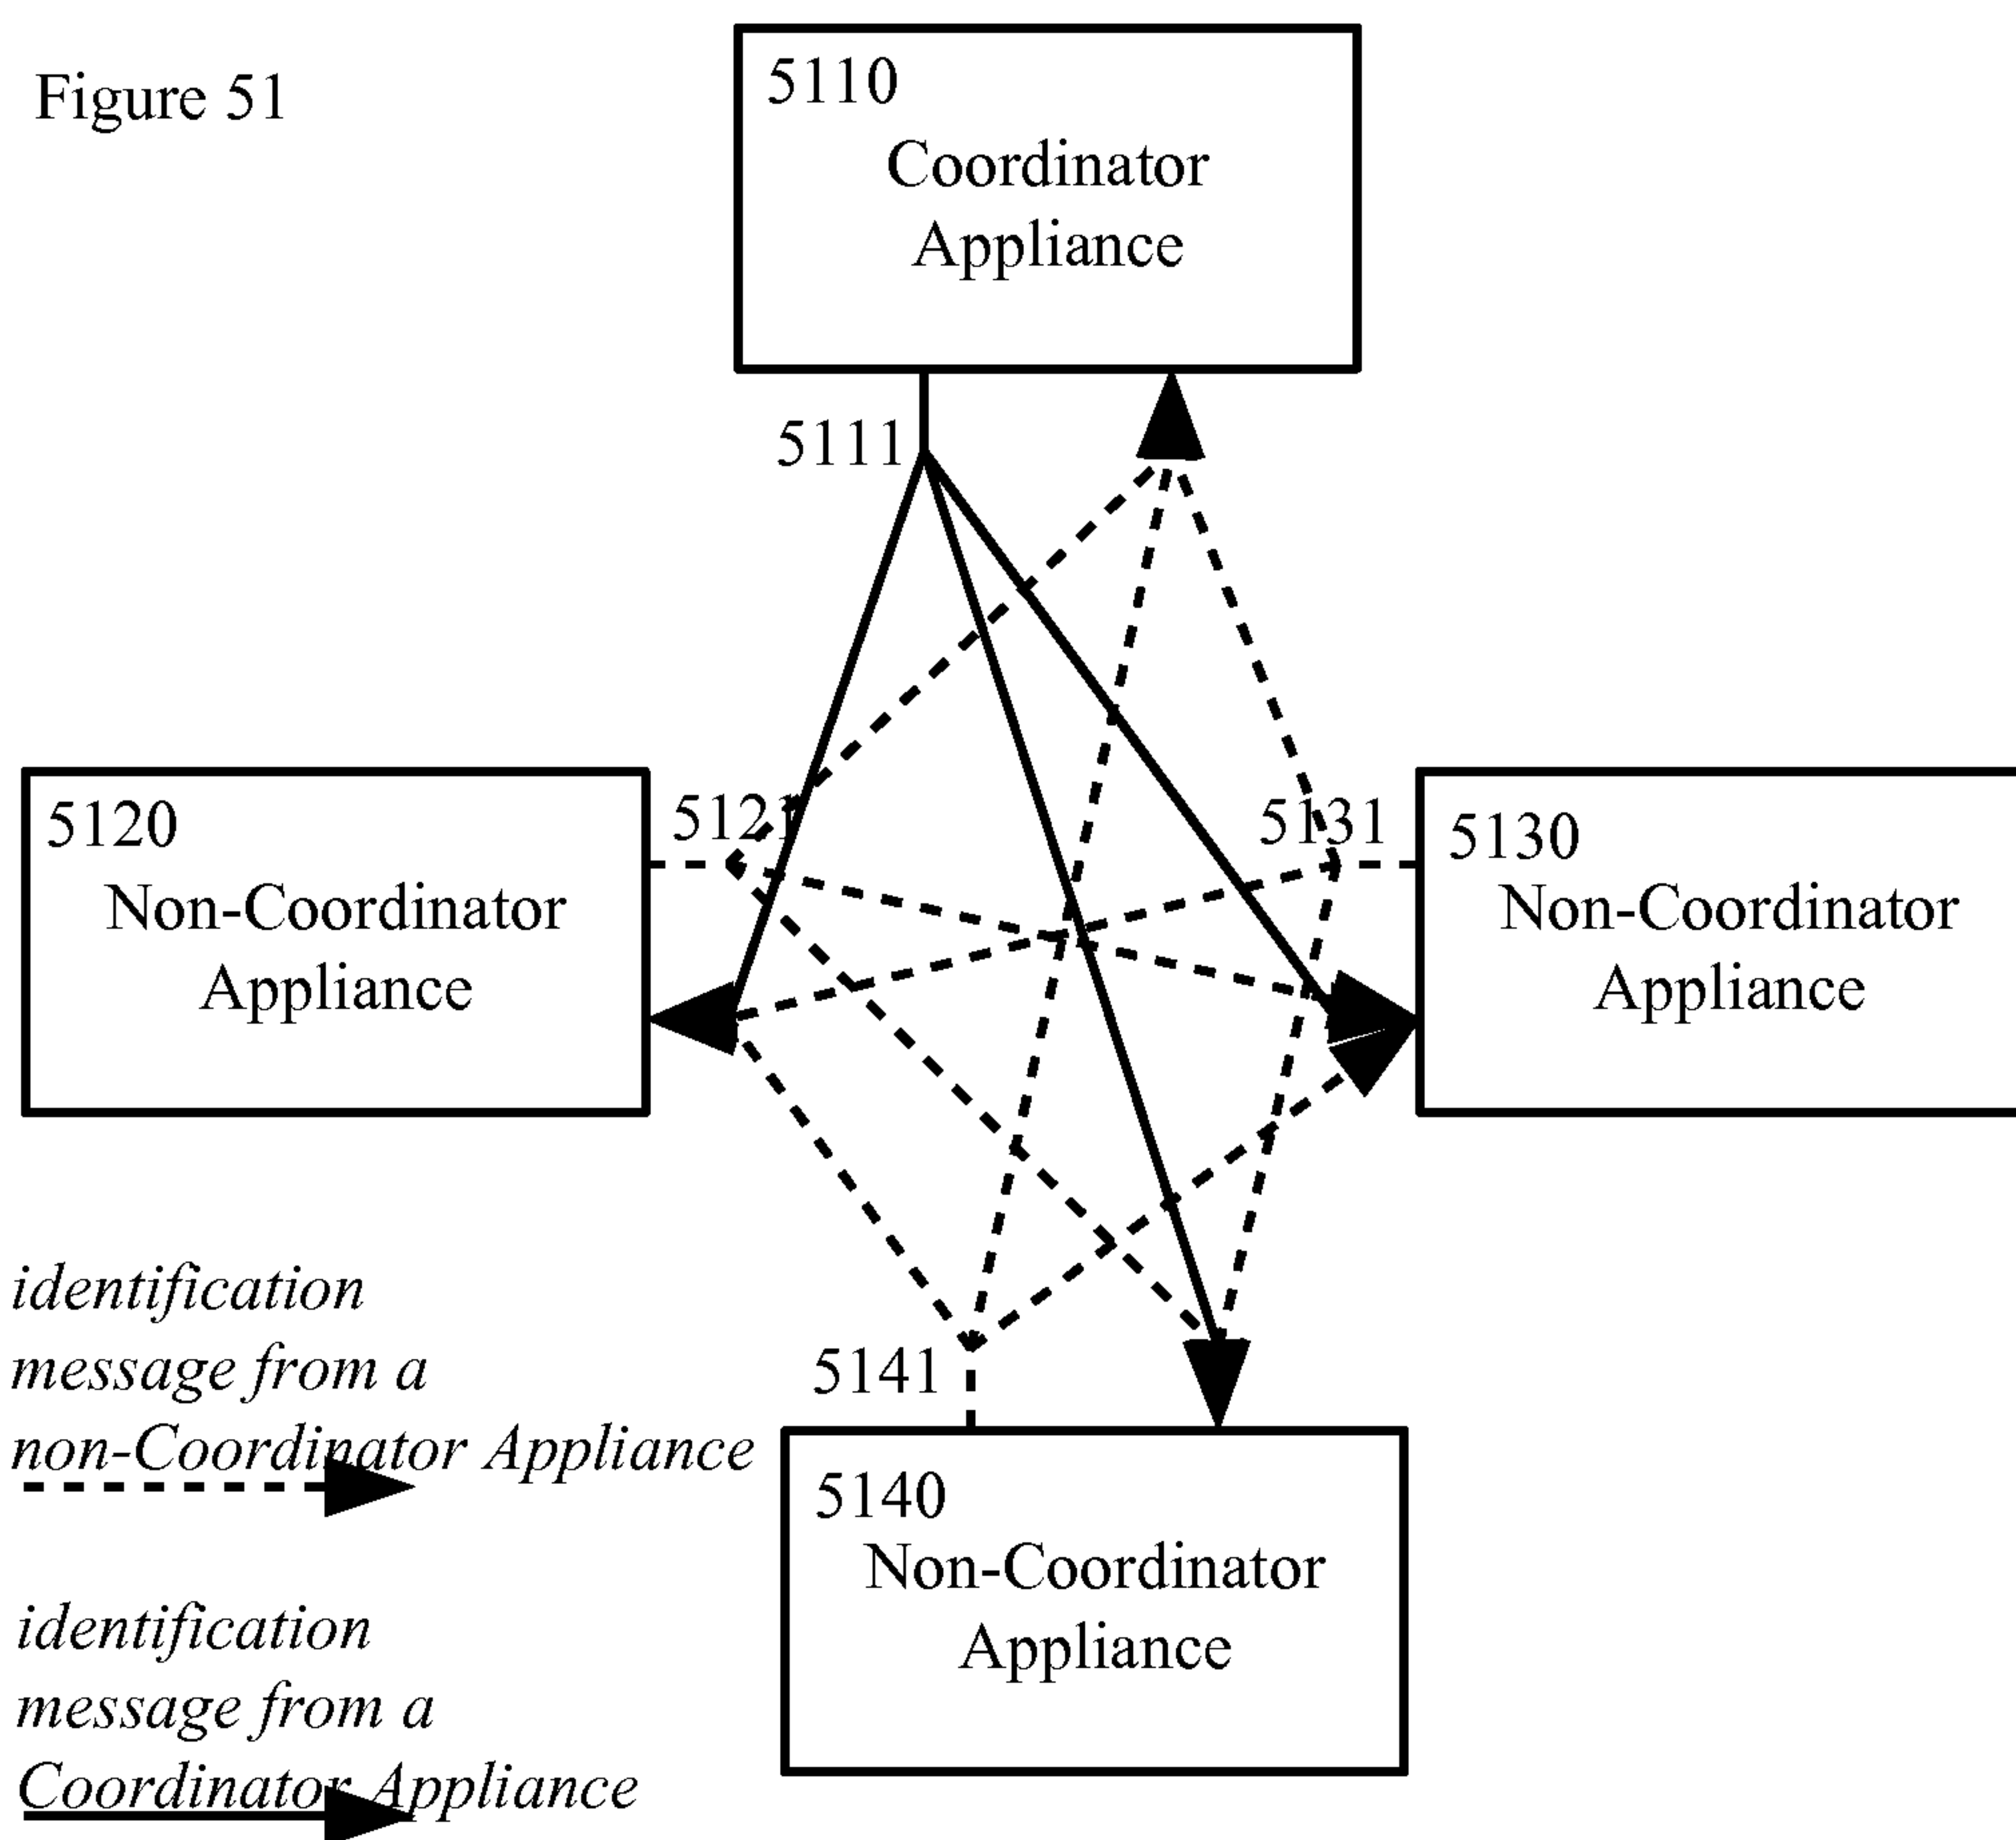 Figure 51
5110
Coordinator
Appliance
5111
5120
Non-Coordinator
Appliance
5121
5131
5130
Non-Coordinator
Appliance
identification
message from a
non-Coordinator Appliance
5141
5140
Non-Coordinator
Appliance
identification
message from a
Coordinator Appliance